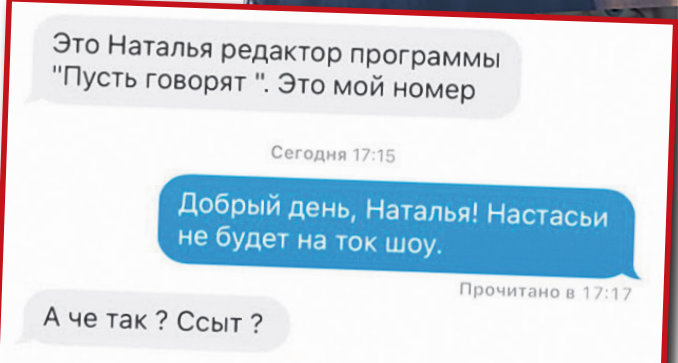 Это Наталья редактор программы
"Пусть говорят ". Это мой номер
Сегодня 17:15
Добрый день, Наталья! Настасьи
не будет на ток шоу.
Прочитано в 17:17
А че так ? Ссыт ?